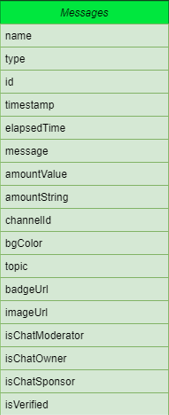 Messages
name
type
id
timestamp
elapsedTime
message
amountValue
amountString
channelId
bgColor
topic
badgeUrl
imageUrl
isChatModerator
isChatOwner
isChatSponsor
isVerified